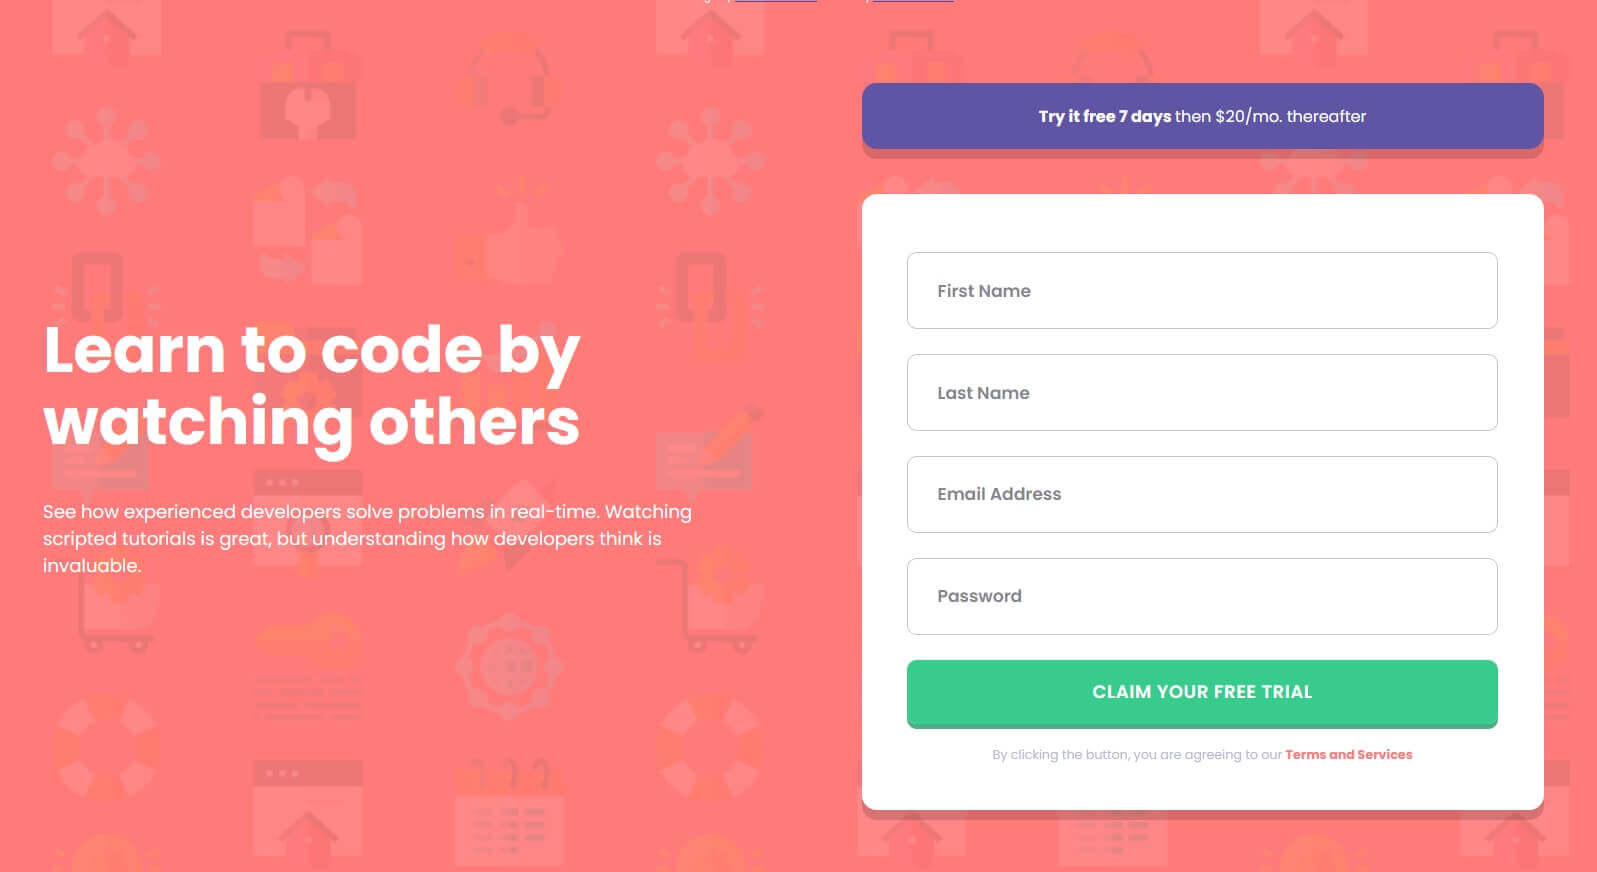 Try it free 7 days then $20/mo. thereafter
Learn to code by
watching others
See how experienced developers solve problems in real-time. Watching
scripted tutorials is great, but understanding how developers think is
invaluable.
First Name
Last Name
Email Address
Password
CLAIM YOUR FREE TRIAL
By clicking the button, you are agreeing to our Terms and Services